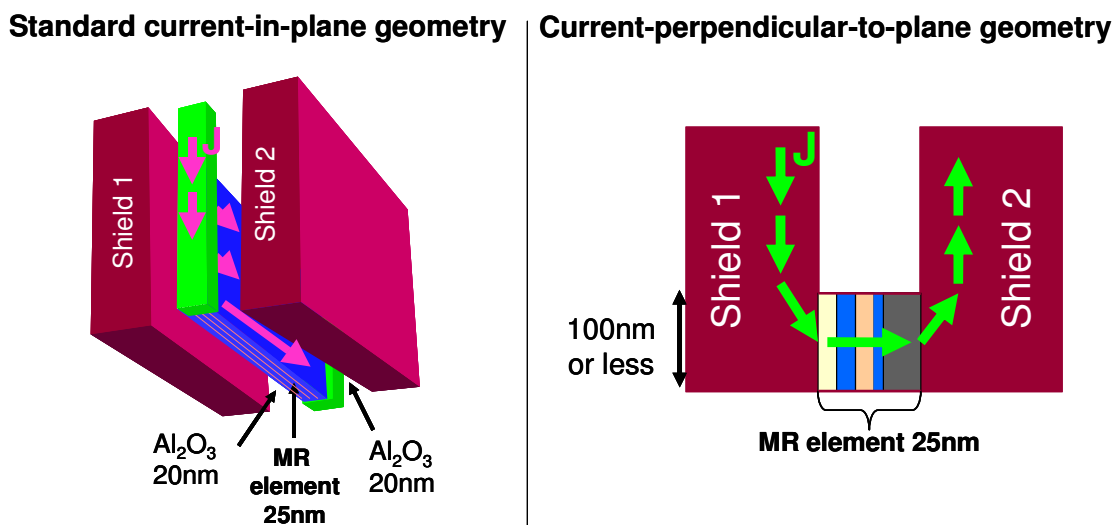 Standard current-in-plane geometry
J
Shield 1
Shield 2
Al₂O₃
20nm
MR
element
25nm
Al₂O₃
20nm
Current-perpendicular-to-plane geometry
J
Shield 1
Shield 2
100nm
or less
MR element 25nm